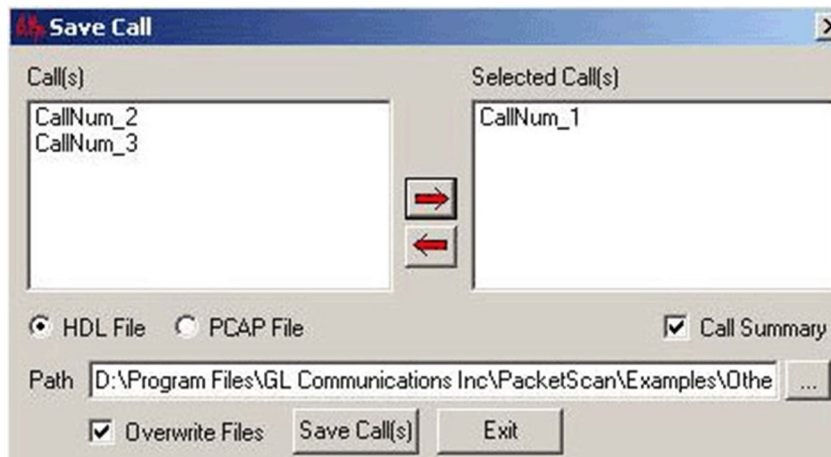 Save Call
Call(s)
Selected Call(s)
CallNum_2
CallNum_3
CallNum_1
HDL File
PCAP File
Call Summary
Path
D:\Program Files\GL Communications Inc\PacketScan\Examples\Othe
...
Overwrite Files
Save Call(s)
Exit